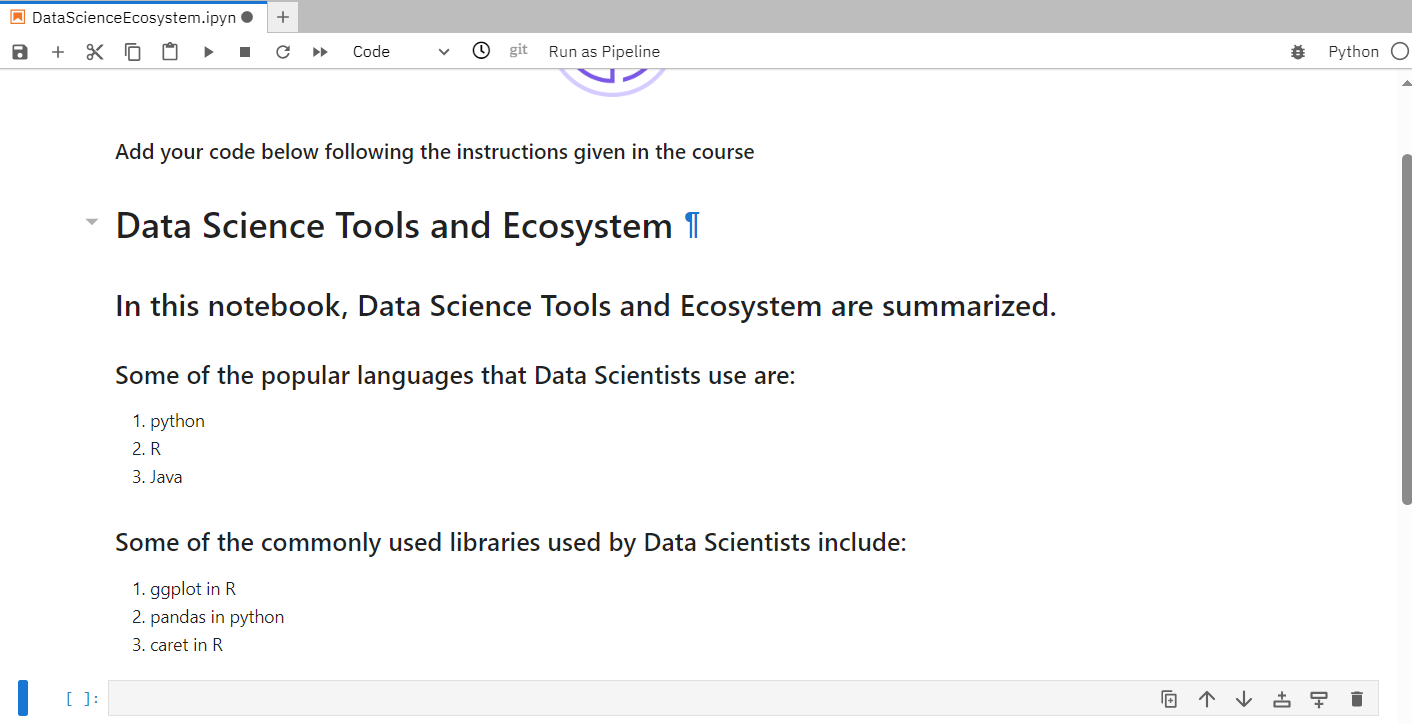 DataScienceEcosystem.ipyn
Code git Run as Pipeline Python
Add your code below following the instructions given in the course
Data Science Tools and Ecosystem ¶
In this notebook, Data Science Tools and Ecosystem are summarized.
Some of the popular languages that Data Scientists use are:
1. python
2. R
3. Java
Some of the commonly used libraries used by Data Scientists include:
1. ggplot in R
2. pandas in python
3. caret in R
[ ]: